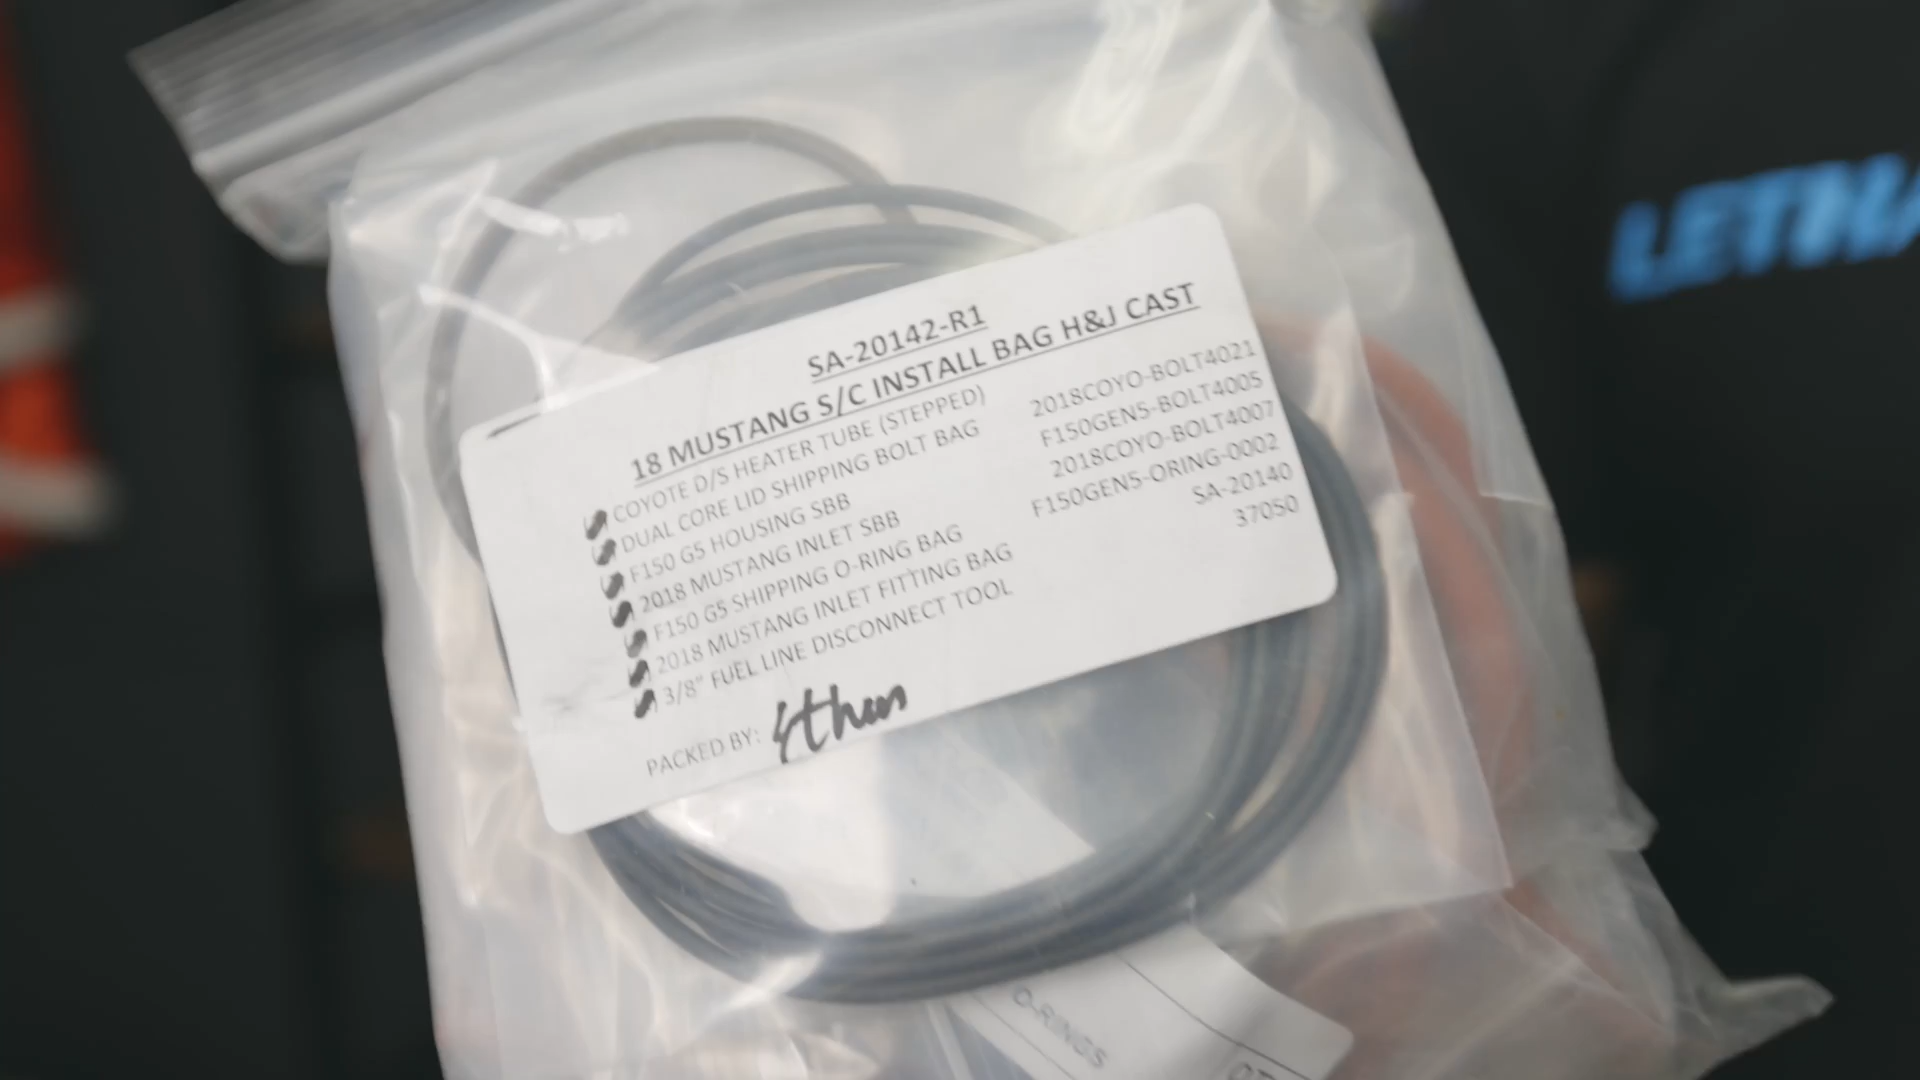 SA-20142-R1
18 MUSTANG S/C INSTALL BAG H&J CAST
COYOTE D/S HEATER TUBE (STEPPED)
DUAL CORE LID SHIPPING BOLT BAG 2018COYO-BOLT4021
F150 G5 HOUSING SBB F150GEN5-BOLT4005
2018 MUSTANG INLET SBB 2018COYO-BOLT4007
F150 G5 SHIPPING O-RING BAG F150GEN5-ORING-0002
2018 MUSTANG INLET FITTING BAG SA-20140
3/8" FUEL LINE DISCONNECT TOOL 37050
PACKED BY: Ethan
O-RINGS
LETHA